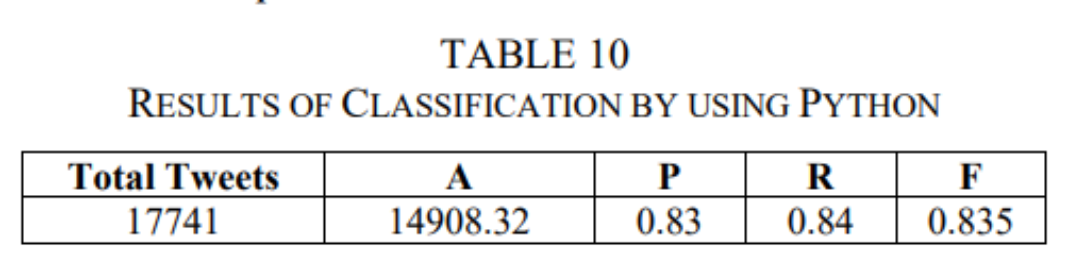 TABLE 10
RESULTS OF CLASSIFICATION BY USING PYTHON
Total Tweets A P R F
17741 14908.32 0.83 0.84 0.835